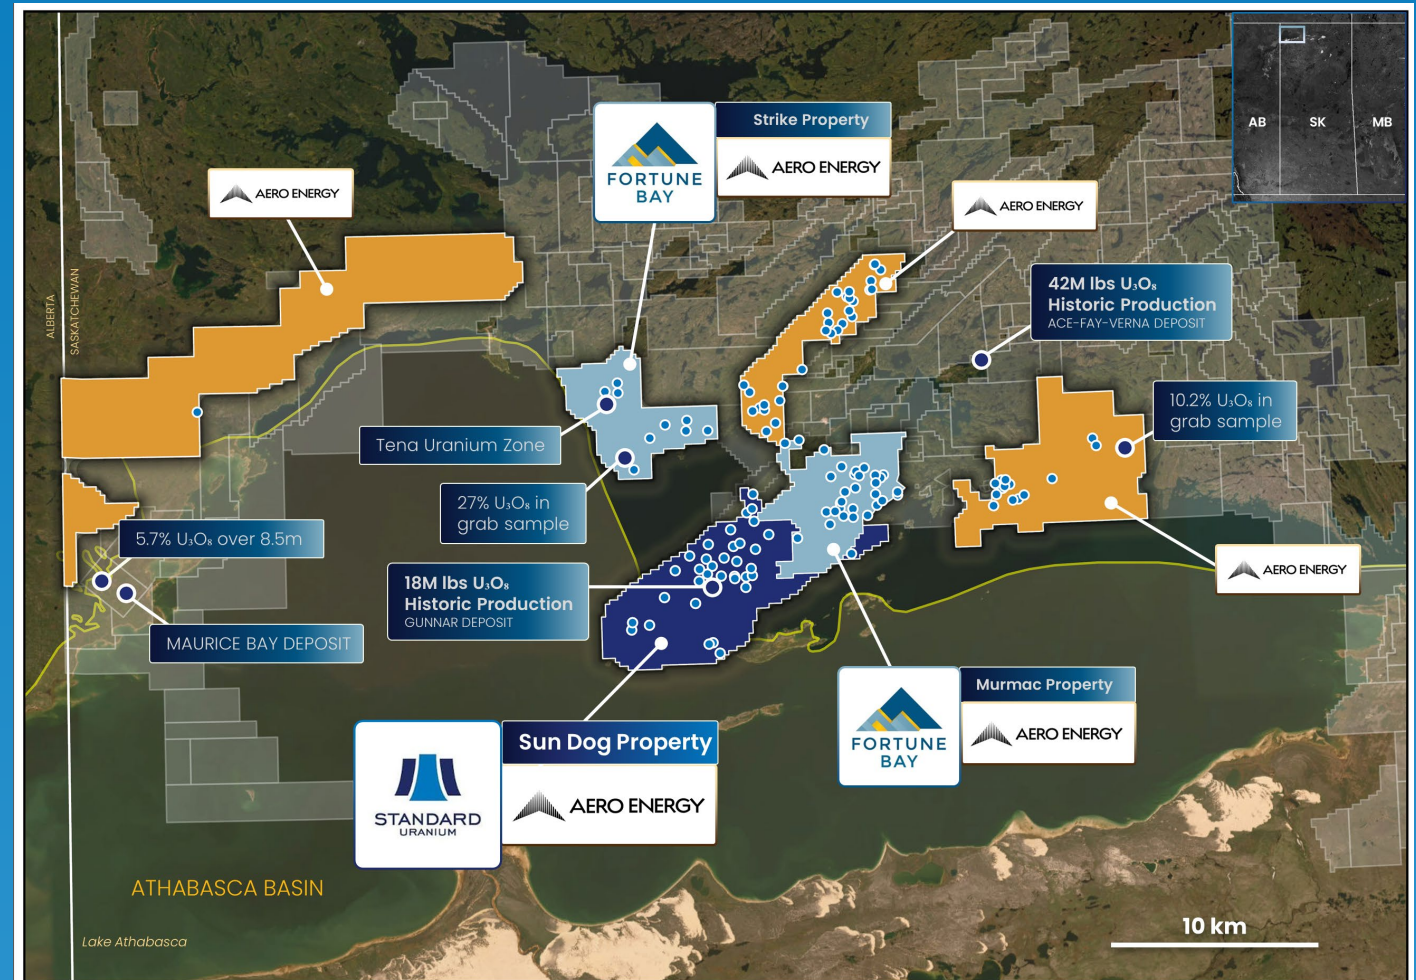 AB
SK
MB
Strike Property
FORTUNE
BAY
AERO ENERGY
AERO ENERGY
AERO ENERGY
42M lbs U₃O₈
Historic Production
ACE-FAY-VERNA DEPOSIT
ALBERTA
SASKATCHEWAN
10.2% U₃O₈ in
grab sample
Tena Uranium Zone
27% U₃O₈ in
grab sample
5.7% U₃O₈ over 8.5m
18M lbs U₃O₈
Historic Production
GUNNAR DEPOSIT
AERO ENERGY
MAURICE BAY DEPOSIT
Murmac Property
FORTUNE
BAY
AERO ENERGY
Sun Dog Property
STANDARD
URANIUM
AERO ENERGY
ATHABASCA BASIN
Lake Athabasca
10 km